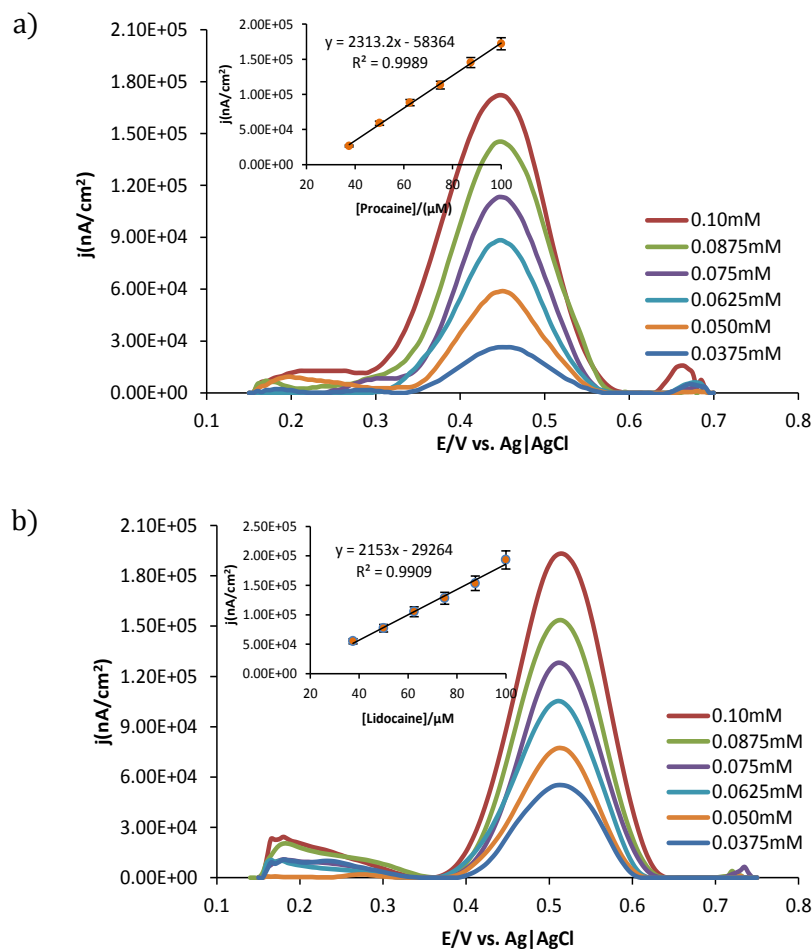 a)
j(nA/cm²)
2.10E+05
1.80E+05
1.50E+05
1.20E+05
9.00E+04
6.00E+04
3.00E+04
0.00E+00
0.1 0.2 0.3 0.4 0.5 0.6 0.7 0.8
E/V vs. Ag|AgCl
j(nA/cm²)
2.00E+05
1.50E+05
1.00E+05
5.00E+04
0.00E+00
20 40 60 80 100
[Procaine]/(µM)
y = 2313.2x - 58364
R² = 0.9989
0.10mM
0.0875mM
0.075mM
0.0625mM
0.050mM
0.0375mM
b)
j(nA/cm²)
2.10E+05
1.80E+05
1.50E+05
1.20E+05
9.00E+04
6.00E+04
3.00E+04
0.00E+00
0.1 0.2 0.3 0.4 0.5 0.6 0.7 0.8
E/V vs. Ag|AgCl
j(nA/cm²)
2.50E+05
2.00E+05
1.50E+05
1.00E+05
5.00E+04
0.00E+00
20 40 60 80 100
[Lidocaine]/µM
y = 2153x - 29264
R² = 0.9909
0.10mM
0.0875mM
0.075mM
0.0625mM
0.050mM
0.0375mM